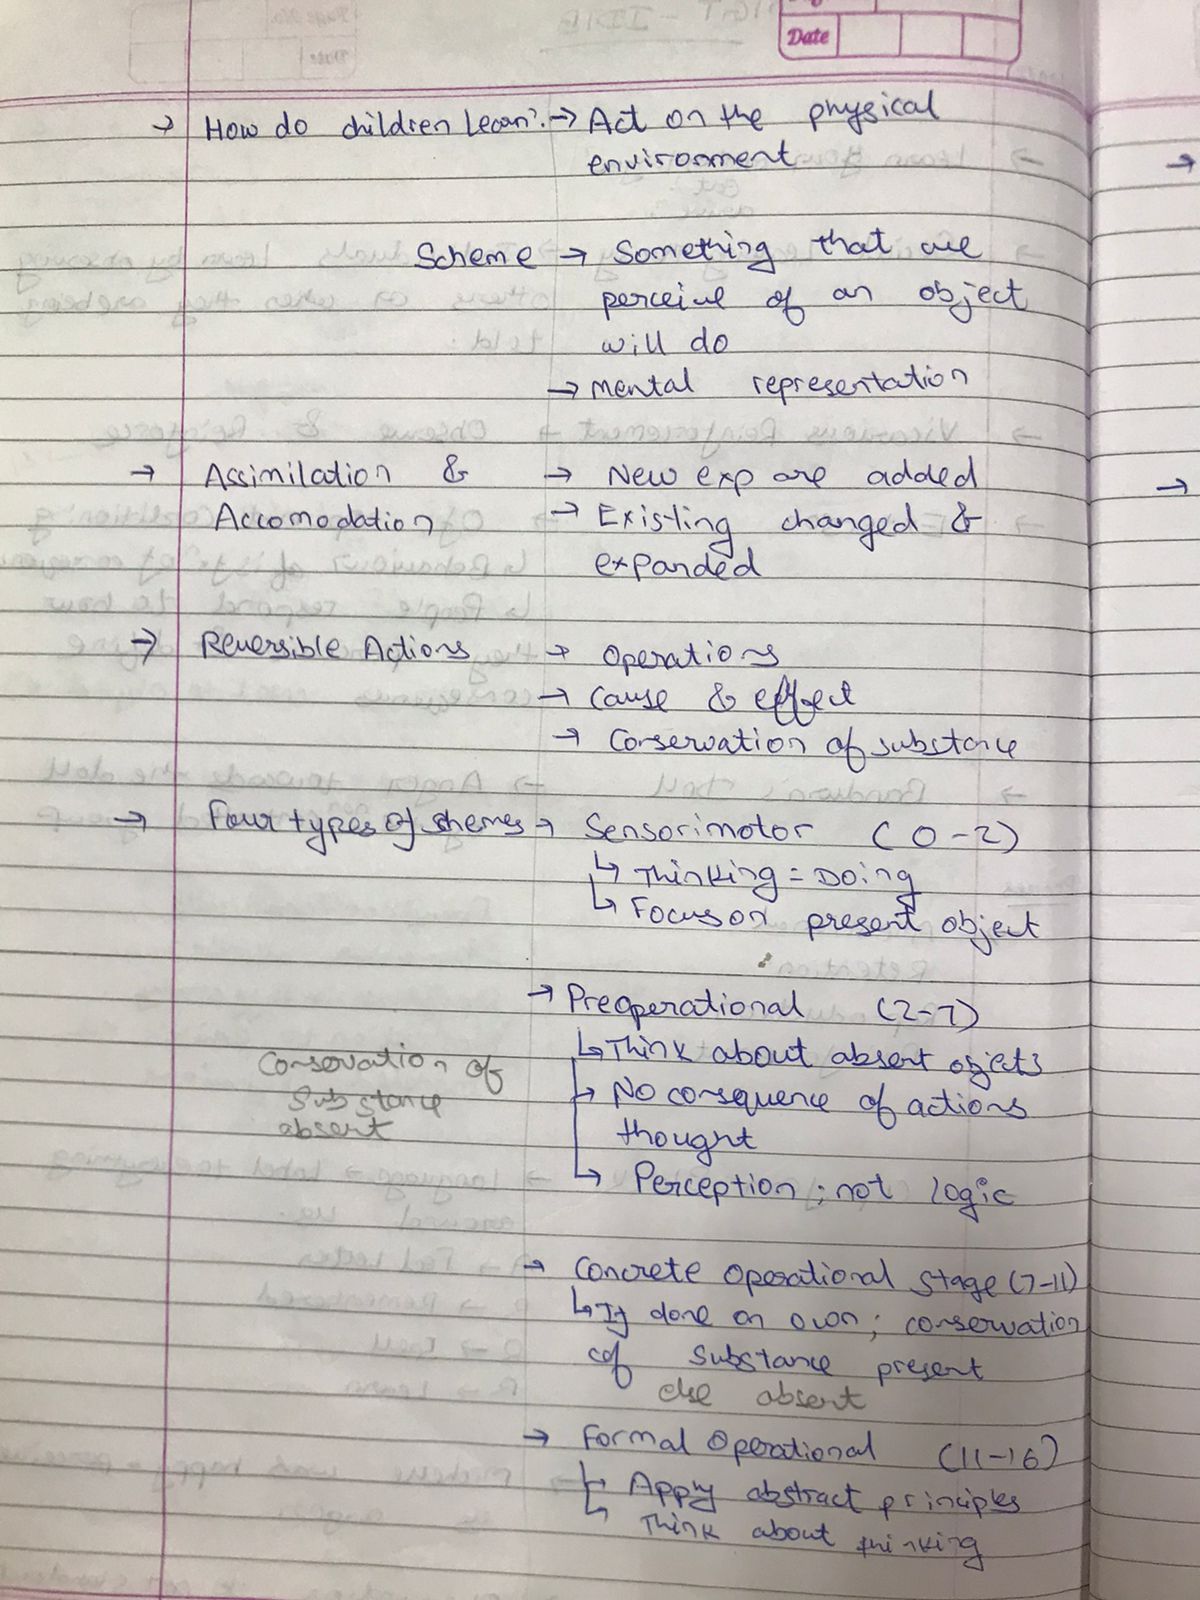 Date
→ How do children learn? → Act on the physical
environment
Scheme → Something that we
perceive of an object
will do
→ mental representation
→ Assimilation & → New exp are added
Accomodation → Existing changed &
expanded
→ Reversible Actions → Operations
→ Cause & effect
→ Conservation of substance
→ Four types of shemes → Sensorimotor (0-2)
↳ Thinking = Doing
↳ Focus on present object
→ Preoperational (2-7)
↳ Think about absent objects
Conservation of
substance
absent
↳ No consequence of actions
thought
↳ Perception; not logic
→ Concrete operational stage (7-11)
↳ If done on own; conservation
of substance present
else absent
→ Formal Operational (11-16)
↳ Apply abstract principles
↳ Think about thinking